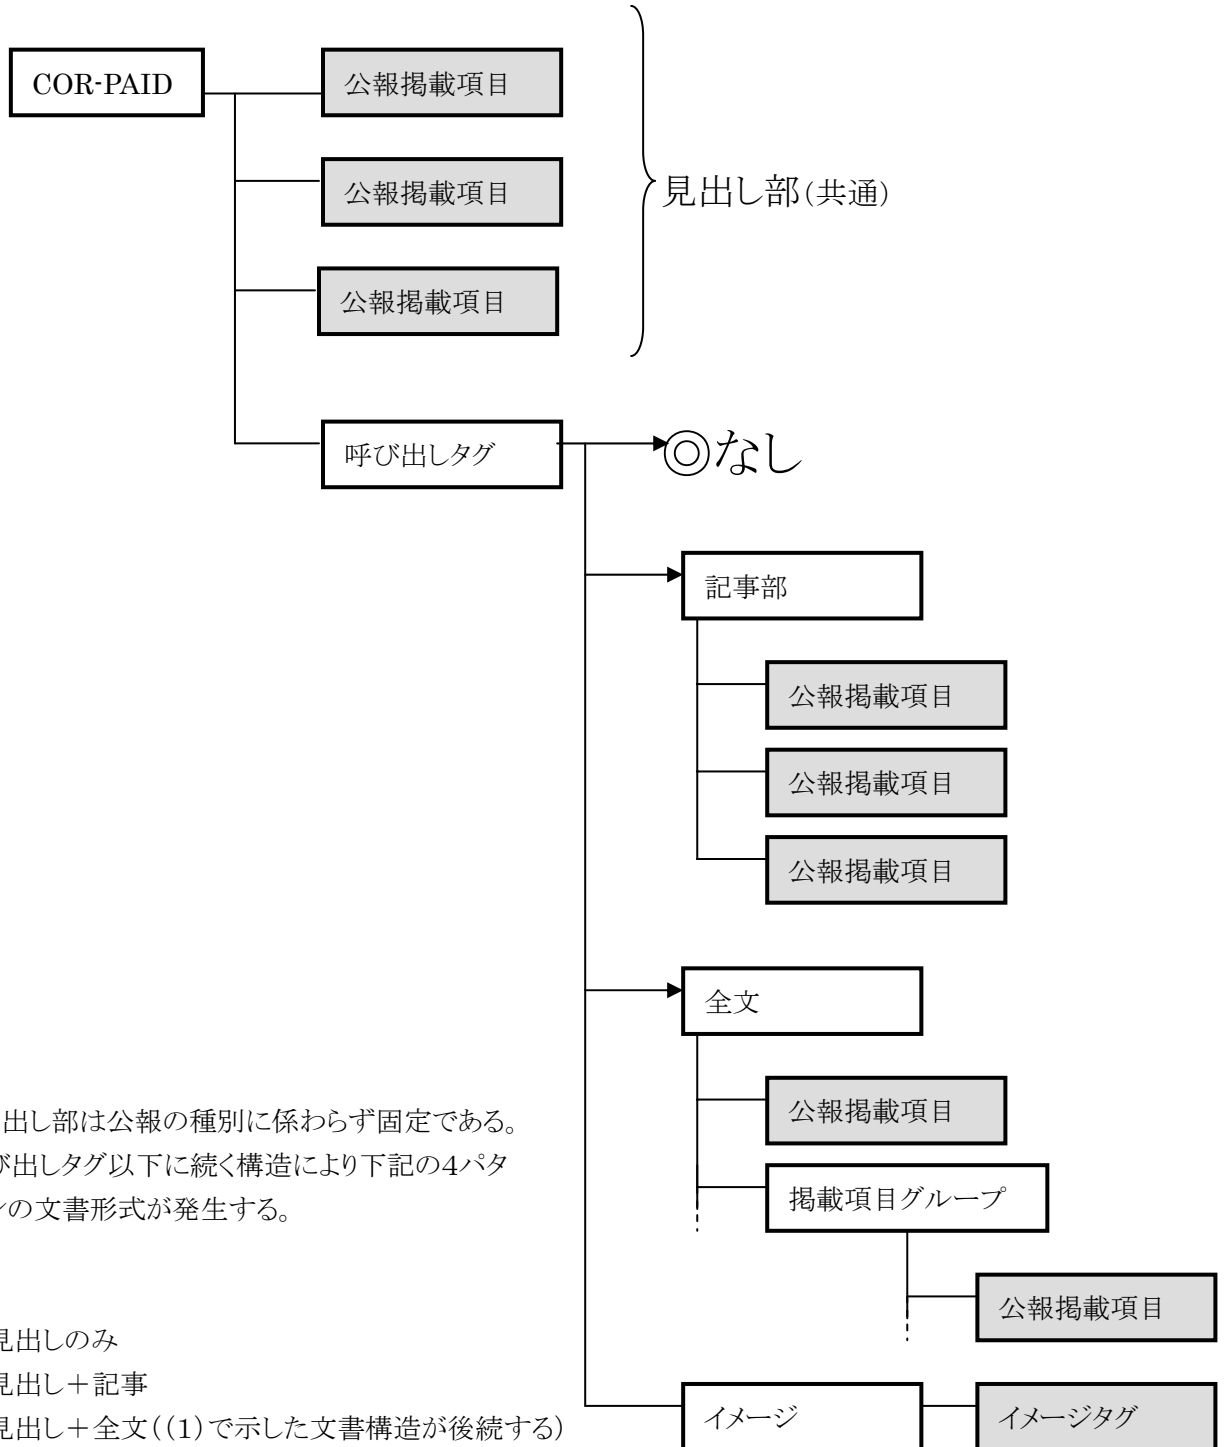 COR-PAID
公報掲載項目
公報掲載項目
公報掲載項目
見出し部(共通)
呼び出しタグ
◎なし
記事部
公報掲載項目
公報掲載項目
公報掲載項目
全文
公報掲載項目
掲載項目グループ
公報掲載項目
イメージ
イメージタグ
出し部は公報の種別に係わらず固定である。
び出しタグ以下に続く構造により下記の4パタ
ンの文書形式が発生する。
見出しのみ
見出し+記事
見出し+全文((1)で示した文書構造が後続する)